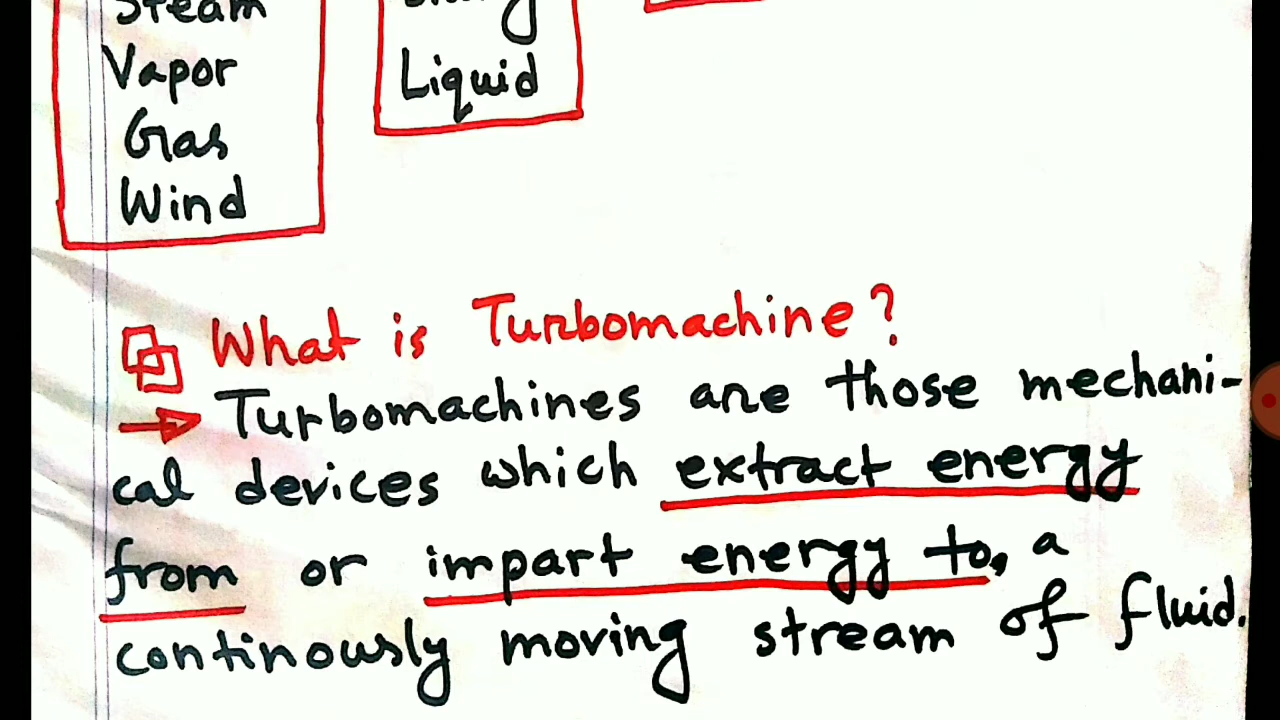 Steam
Vapor
Gas
Wind
Liquid
What is Turbomachine?
Turbomachines are those mechani-
cal devices which extract energy
from or impart energy to, a
continously moving stream of fluid.